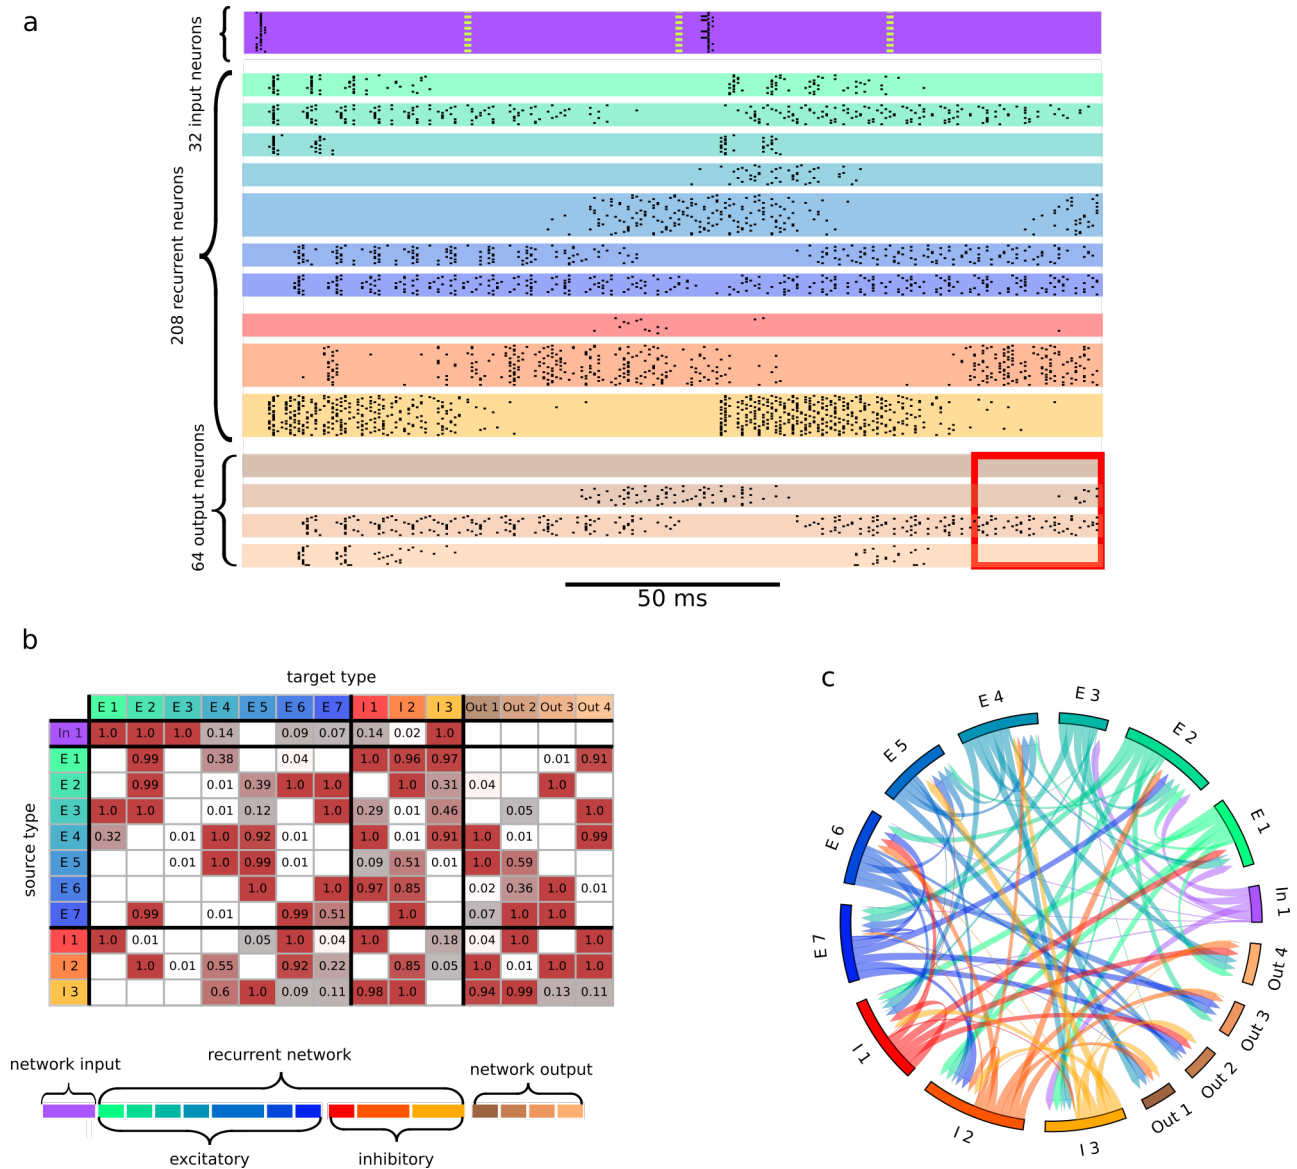 a
32 input neurons
208 recurrent neurons
64 output neurons
50 ms
b
target type
source type
E 1 E 2 E 3 E 4 E 5 E 6 E 7 I 1 I 2 I 3 Out 1 Out 2 Out 3 Out 4
In 1 1.0 1.0 1.0 0.14 0.09 0.07 0.14 0.02 1.0
E 1 0.99 0.38 0.04 1.0 0.96 0.97 0.01 0.91
E 2 0.99 0.01 0.39 1.0 1.0 1.0 0.31 0.04 1.0
E 3 1.0 1.0 0.01 0.12 1.0 0.29 0.01 0.46 0.05 1.0
E 4 0.32 0.01 1.0 0.92 0.01 1.0 0.01 0.91 1.0 0.01 0.99
E 5 0.01 1.0 0.99 0.01 0.09 0.51 0.01 1.0 0.59
E 6 1.0 1.0 0.97 0.85 0.02 0.36 1.0 0.01
E 7 0.99 0.01 0.99 0.51 1.0 0.07 1.0 1.0
I 1 1.0 0.01 0.05 1.0 0.04 1.0 0.18 0.04 1.0 1.0
I 2 1.0 0.01 0.55 0.92 0.22 0.85 0.05 1.0 0.01 1.0 1.0
I 3 0.6 1.0 0.09 0.11 0.98 1.0 0.94 0.99 0.13 0.11
network input
recurrent network
network output
excitatory
inhibitory
c
E 3
E 2
E 1
In 1
Out 4
Out 3
Out 2
Out 1
I 3
I 2
I 1
E 7
E 6
E 5
E 4